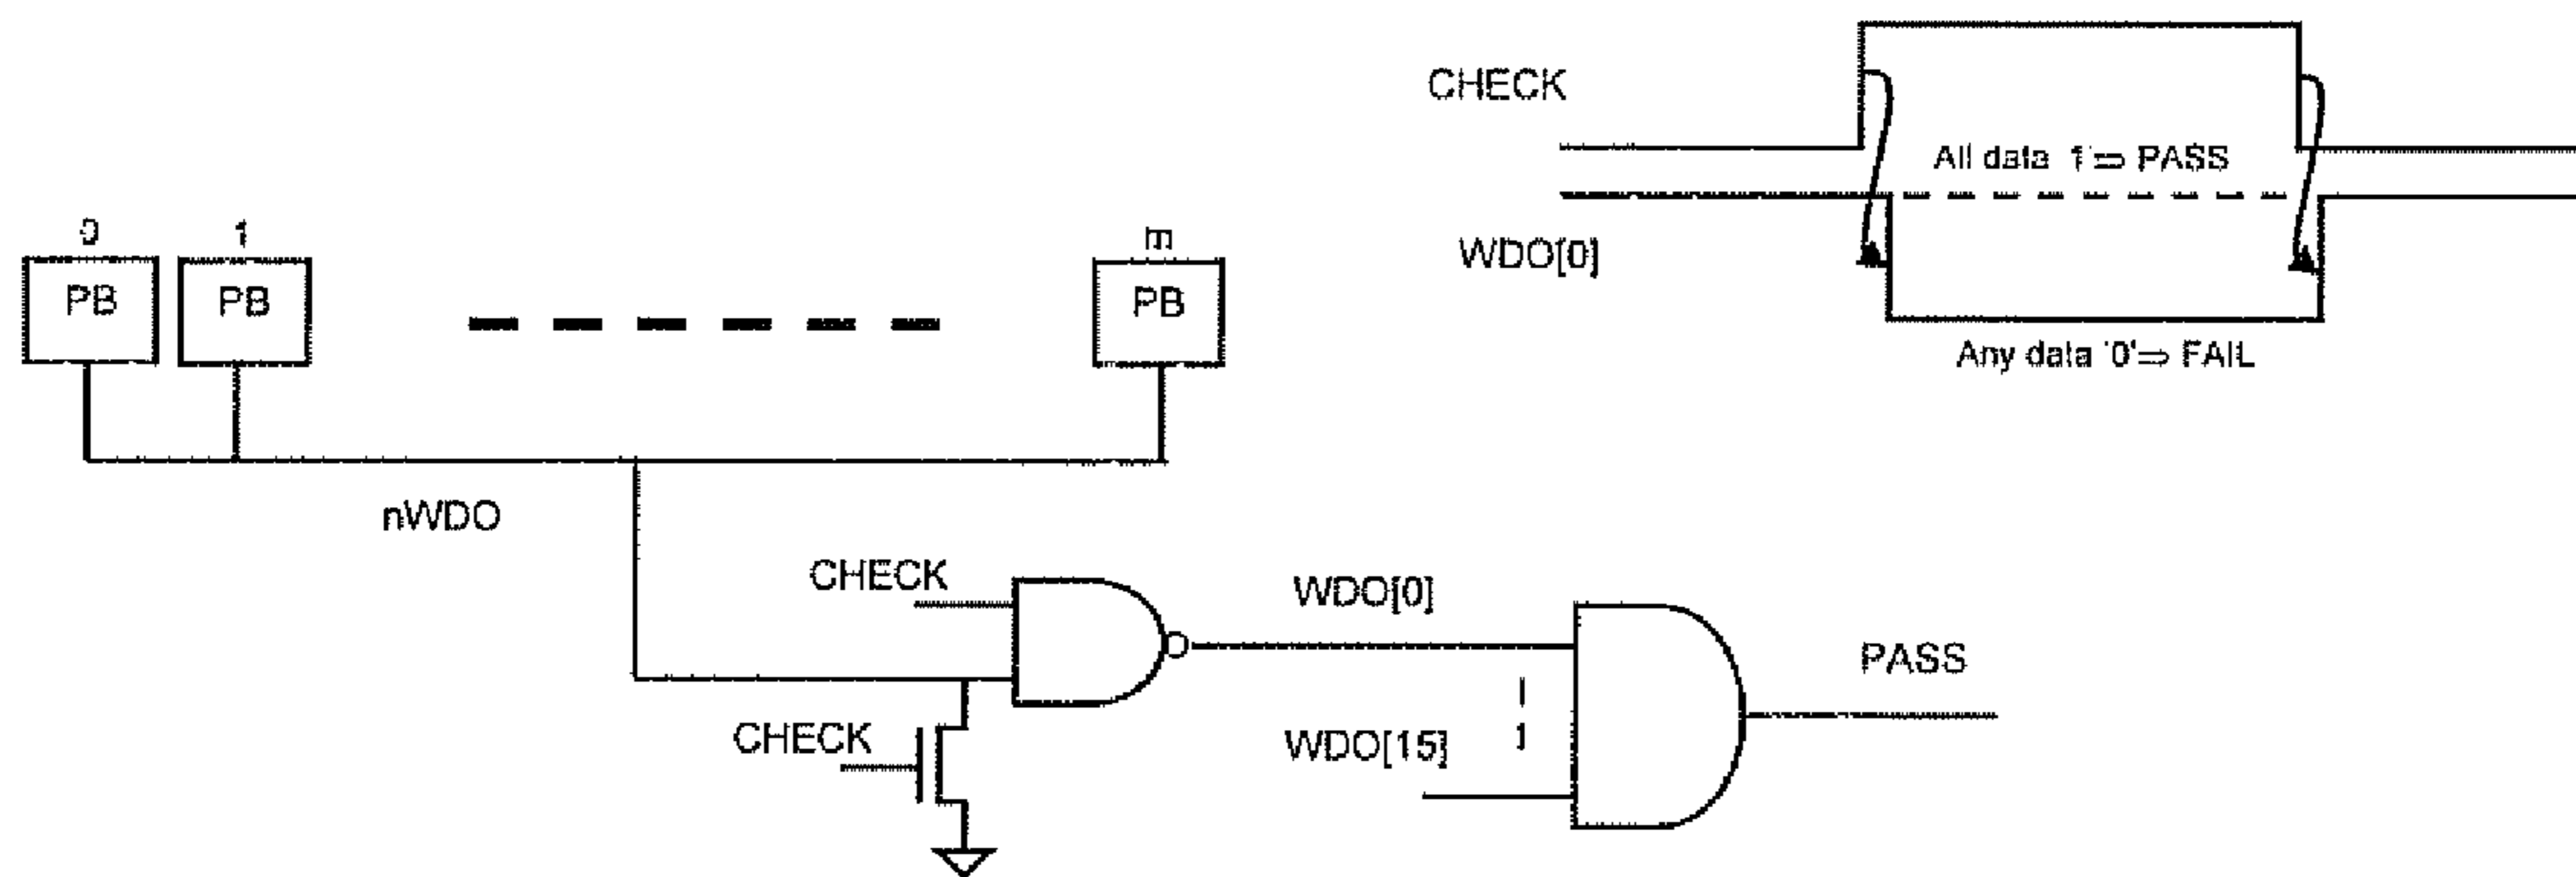 CHECK
All data '1'⇒ PASS
WDO[0]
Any data '0'⇒ FAIL
0
1
m
PB
PB
PB
nWDO
CHECK
WDO[0]
PASS
CHECK
WDO[15]